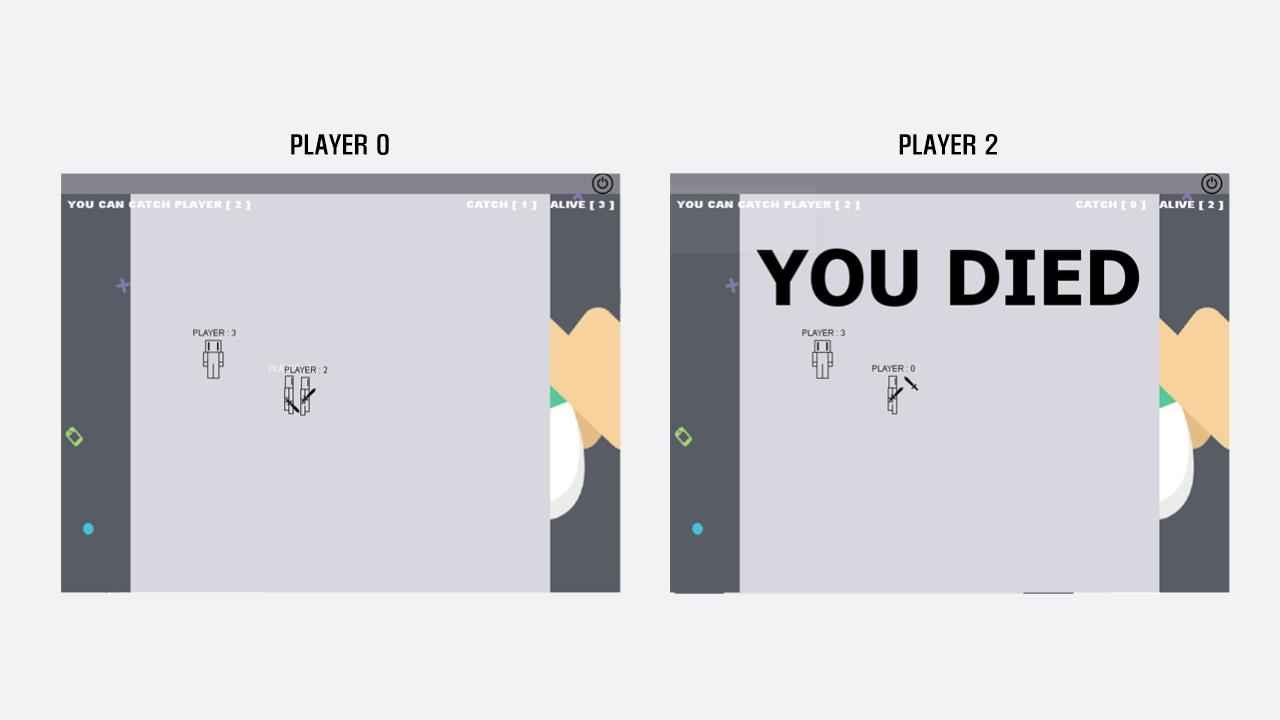 PLAYER 0
YOU CAN CATCH PLAYER [ 2 ] CATCH [ 1 ] ALIVE [ 3 ]
PLAYER : 3
PLAYER : 2
PLAYER 2
YOU CAN CATCH PLAYER [ 2 ] CATCH [ 0 ] ALIVE [ 2 ]
YOU DIED
PLAYER : 3
PLAYER : 0